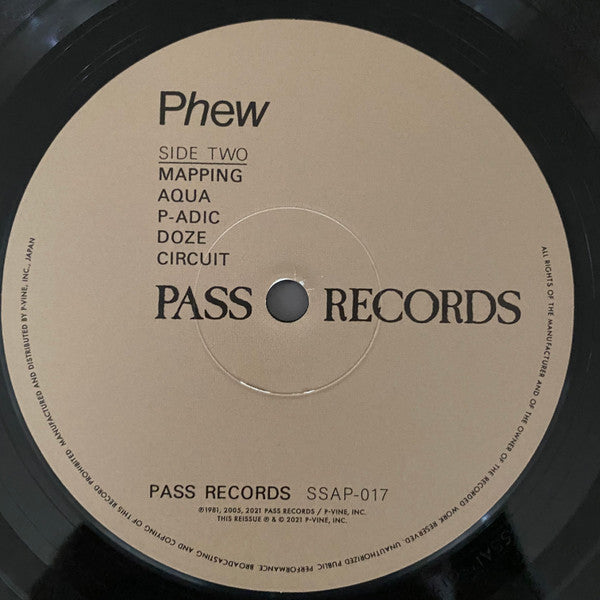 Phew
SIDE TWO
MAPPING
AQUA
P-ADIC
DOZE
CIRCUIT
PASS RECORDS
PASS RECORDS SSAP-017
℗1981, 2005, 2021 PASS RECORDS / P-VINE, INC.
THIS REISSUE ℗ & © 2021 P-VINE, INC.
ALL RIGHTS OF THE MANUFACTURER AND OF THE OWNER OF THE RECORDED WORK RESERVED. UNAUTHORIZED PUBLIC PERFORMANCE, BROADCASTING AND COPYING OF THIS RECORD PROHIBITED MANUFACTURED AND DISTRIBUTED BY P-VINE, INC., JAPAN